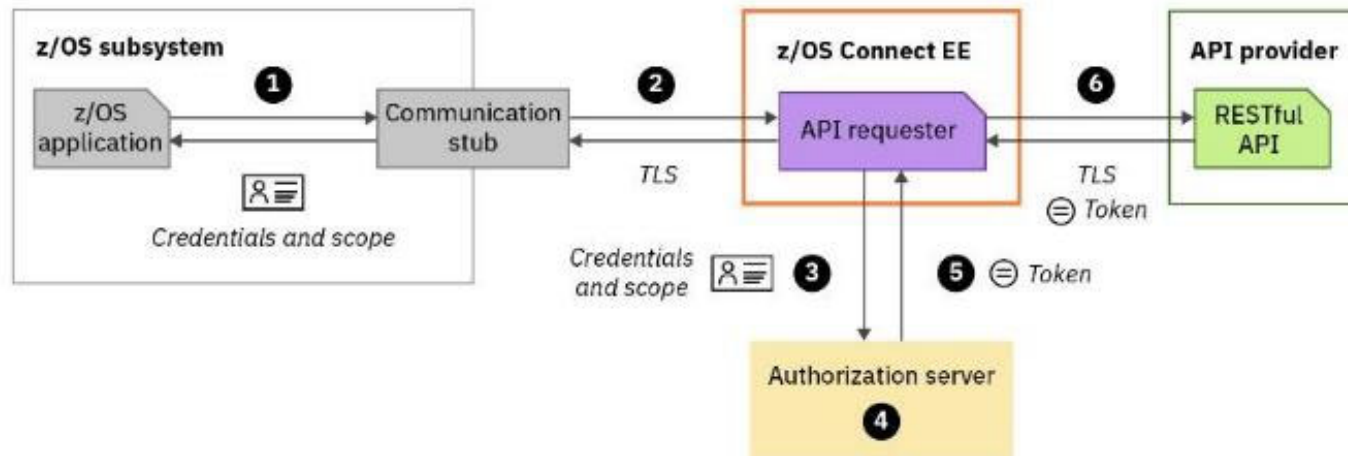 z/OS subsystem
z/OS Connect EE
API provider
1
2
6
z/OS
application
Communication
stub
API requester
RESTful
API
TLS
TLS
Token
Credentials and scope
Credentials
and scope
3
5
Token
Authorization server
4